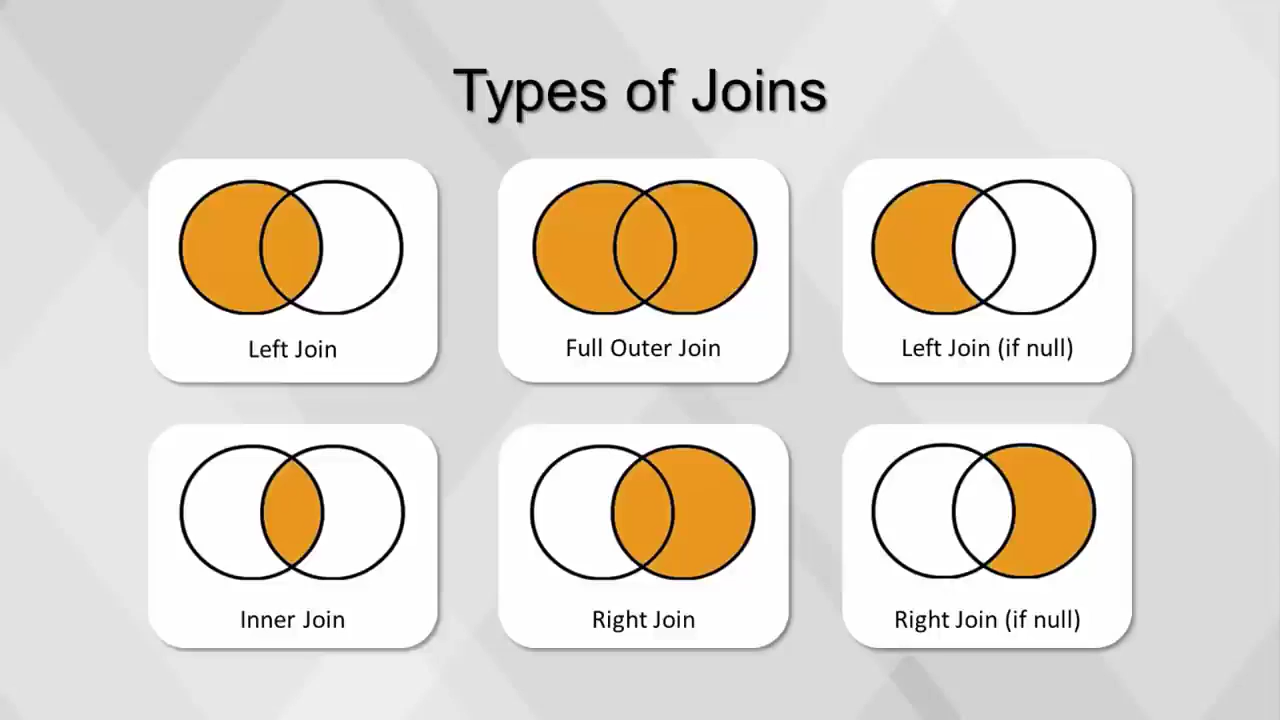 Types of Joins
Left Join
Full Outer Join
Left Join (if null)
Inner Join
Right Join
Right Join (if null)